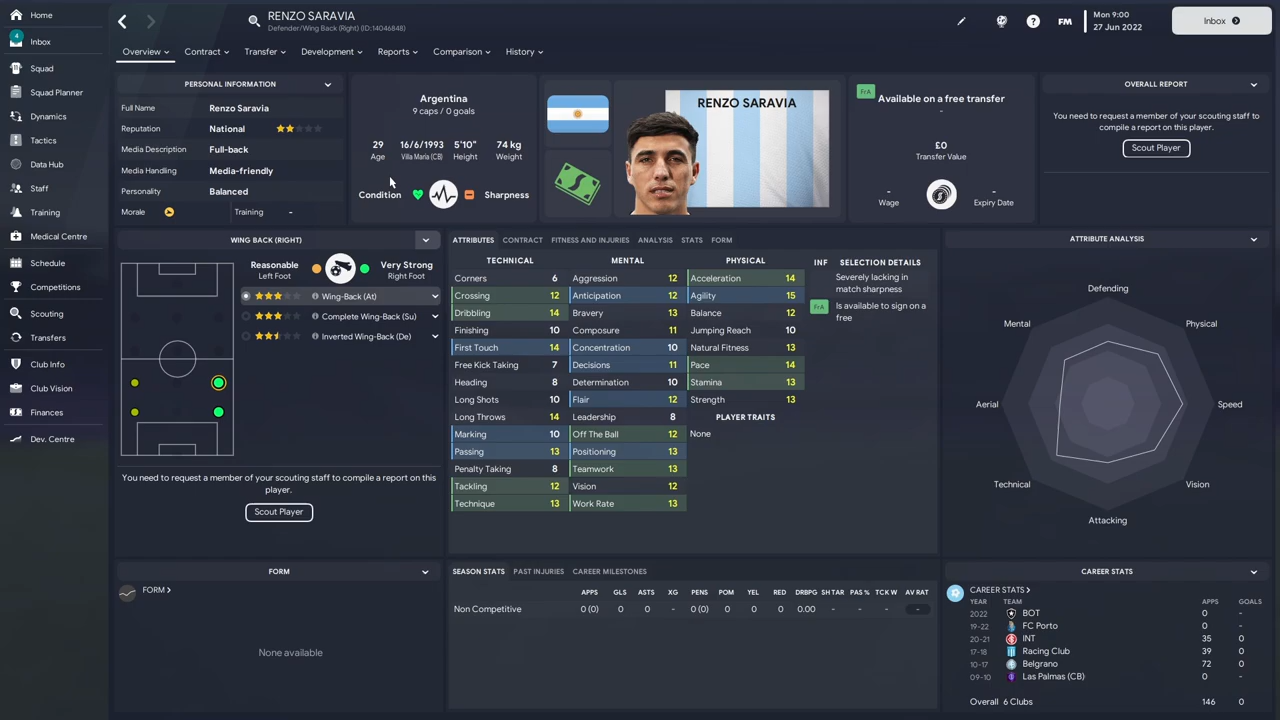 RENZO SARAVIA
Defender/Wing Back (Right) (ID:14046848)
FM
Mon 9:00
27 Jun 2022
Inbox
Home
4
Inbox
Squad
Squad Planner
Dynamics
Tactics
Data Hub
Staff
Training
Medical Centre
Schedule
Competitions
Scouting
Transfers
Club Info
Club Vision
Finances
Dev. Centre
Overview
Contract
Transfer
Development
Reports
Comparison
History
PERSONAL INFORMATION
Full Name Renzo Saravia
Reputation National
Media Description Full-back
Media Handling Media-friendly
Personality Balanced
Morale Training -
Argentina
9 caps / 0 goals
29 16/6/1993 5'10" 74 kg
Age Villa María (CB) Height Weight
Condition Sharpness
RENZO SARAVIA
FrA Available on a free transfer
-
£0
Transfer Value
- -
Wage Expiry Date
OVERALL REPORT
You need to request a member of your scouting staff to
compile a report on this player.
Scout Player
WING BACK (RIGHT)
Reasonable Very Strong
Left Foot Right Foot
Wing-Back (At)
Complete Wing-Back (Su)
Inverted Wing-Back (De)
You need to request a member of your scouting staff to compile a report on this
player.
Scout Player
ATTRIBUTES CONTRACT FITNESS AND INJURIES ANALYSIS STATS FORM
TECHNICAL MENTAL PHYSICAL
Corners 6 Aggression 12 Acceleration 14
Crossing 12 Anticipation 12 Agility 15
Dribbling 14 Bravery 13 Balance 12
Finishing 10 Composure 11 Jumping Reach 10
First Touch 14 Concentration 10 Natural Fitness 13
Free Kick Taking 7 Decisions 11 Pace 14
Heading 8 Determination 10 Stamina 13
Long Shots 10 Flair 12 Strength 13
Long Throws 14 Leadership 8 PLAYER TRAITS
Marking 10 Off The Ball 12 None
Passing 13 Positioning 13
Penalty Taking 8 Teamwork 13
Tackling 12 Vision 12
Technique 13 Work Rate 13
INF SELECTION DETAILS
Severely lacking in
match sharpness
FrA Is available to sign on a
free
ATTRIBUTE ANALYSIS
Defending
Mental Physical
Aerial Speed
Technical Vision
Attacking
FORM
FORM
None available
SEASON STATS PAST INJURIES CAREER MILESTONES
APPS GLS ASTS XG PENS POM YEL RED DRBPG SH TAR PAS % TCK W AV RAT
Non Competitive 0 (0) 0 0 - 0 (0) 0 0 0 0.00 - - - -
CAREER STATS
CAREER STATS
YEAR TEAM APPS GOALS
2022 BOT 0 -
19-22 FC Porto 0 -
20-21 INT 35 0
17-18 Racing Club 39 0
10-17 Belgrano 72 0
09-10 Las Palmas (CB) 0 -
Overall 6 Clubs 146 0